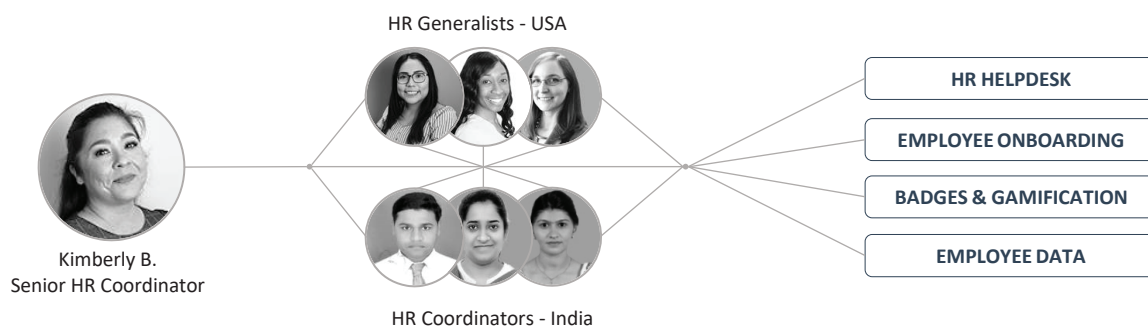 HR Generalists - USA
Kimberly B.
Senior HR Coordinator
HR Coordinators - India
HR HELPDESK
EMPLOYEE ONBOARDING
BADGES & GAMIFICATION
EMPLOYEE DATA